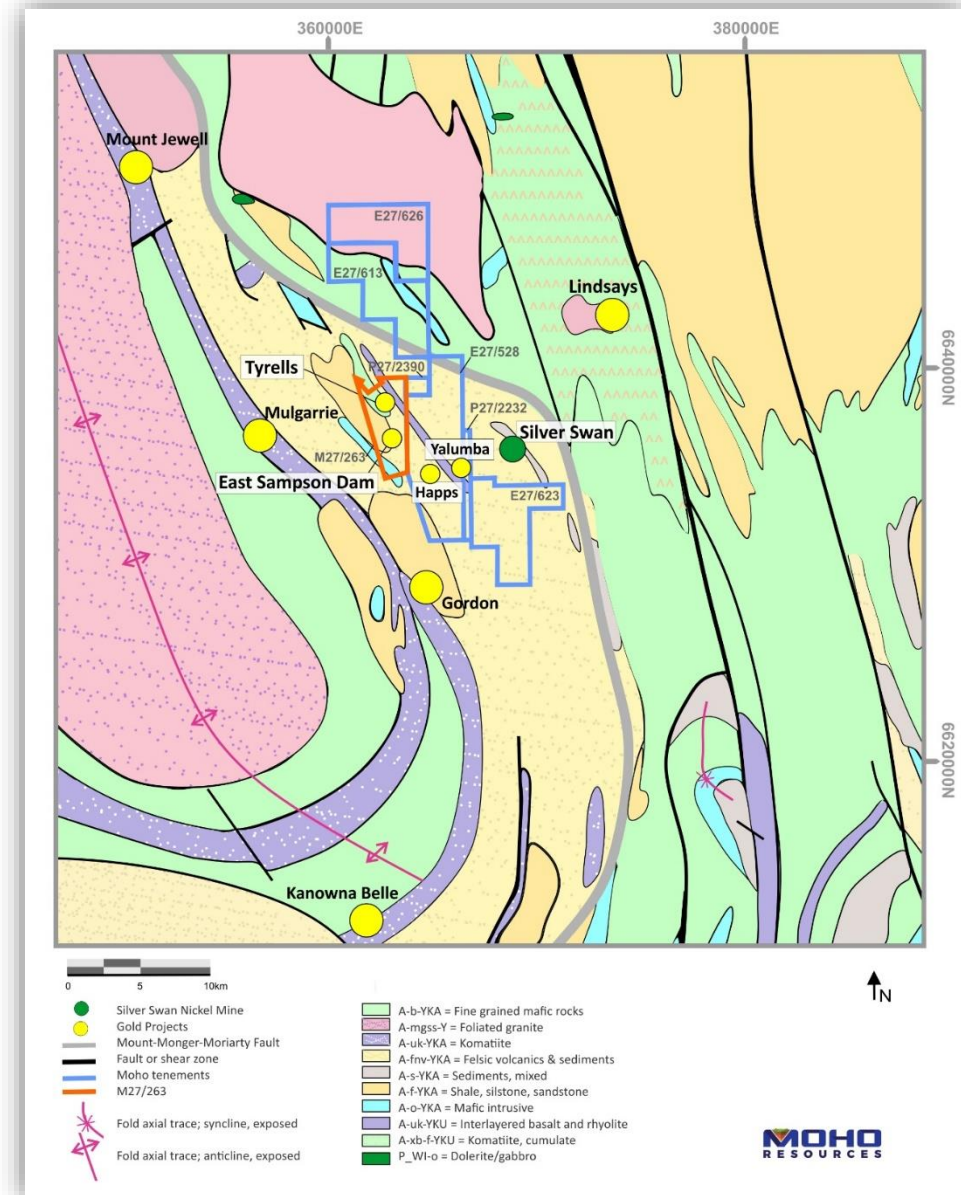 360000E
380000E
Mount Jewell
E27/626
E27/613
Lindsays
E27/528
6640000N
Tyrells
P27/2390
P27/2232
Mulgarrie
Silver Swan
Yalumba
M27/263
East Sampson Dam
Happs
E27/623
Gordon
6620000N
Kanowna Belle
0 5 10km
N
Silver Swan Nickel Mine
Gold Projects
Mount-Monger-Moriarty Fault
Fault or shear zone
Moho tenements
M27/263
Fold axial trace; syncline, exposed
Fold axial trace; anticline, exposed
A-b-YKA = Fine grained mafic rocks
A-mgss-Y = Foliated granite
A-uk-YKA = Komatiite
A-fnv-YKA = Felsic volcanics & sediments
A-s-YKA = Sediments, mixed
A-f-YKA = Shale, silstone, sandstone
A-o-YKA = Mafic intrusive
A-uk-YKU = Interlayered basalt and rhyolite
A-xb-f-YKU = Komatiite, cumulate
P_WI-o = Dolerite/gabbro
MOHO
RESOURCES